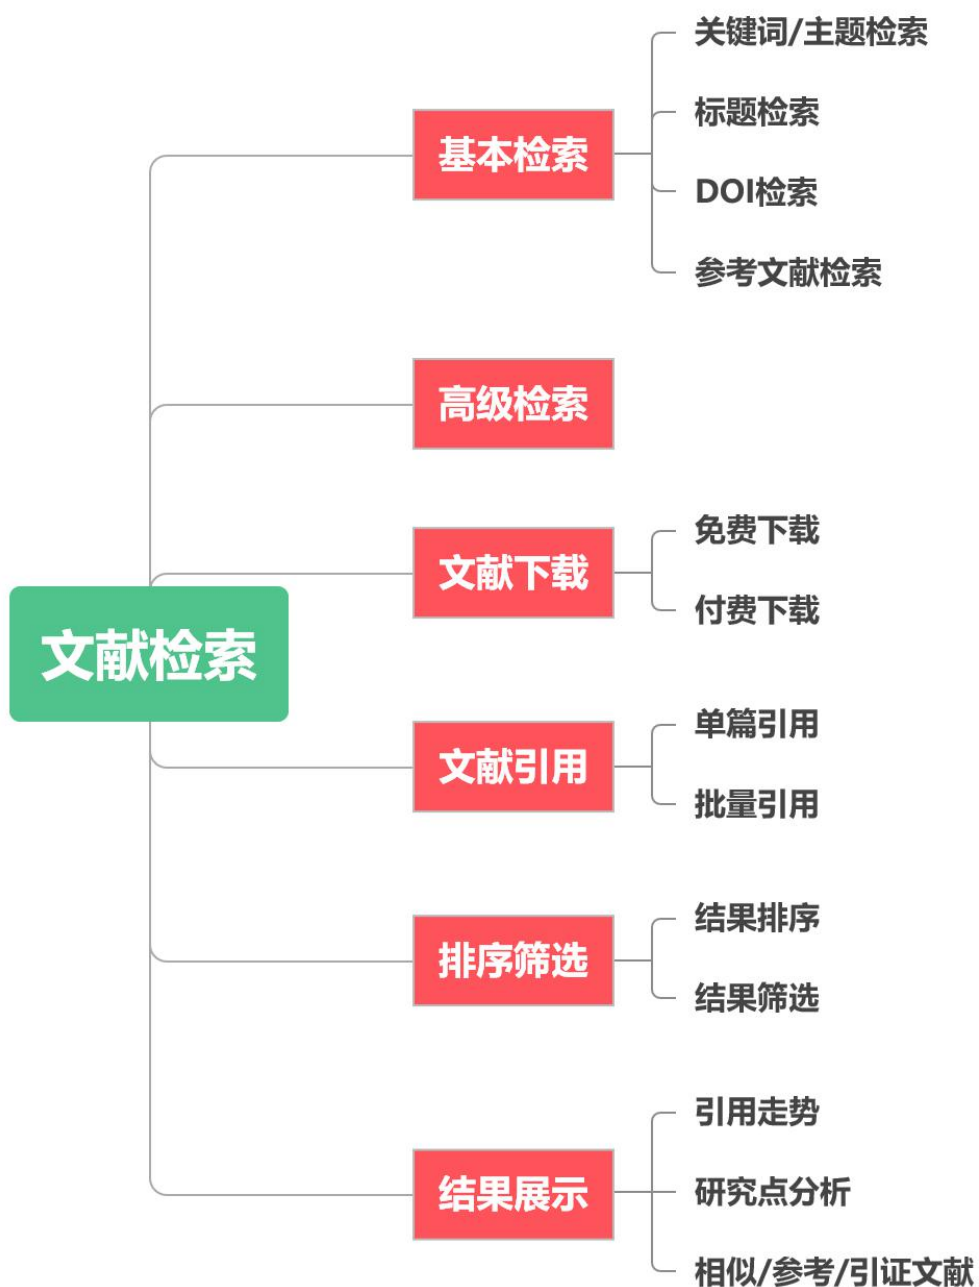 文献检索
基本检索
关键词/主题检索
标题检索
DOI检索
参考文献检索
高级检索
文献下载
免费下载
付费下载
文献引用
单篇引用
批量引用
排序筛选
结果排序
结果筛选
结果展示
引用走势
研究点分析
相似/参考/引证文献